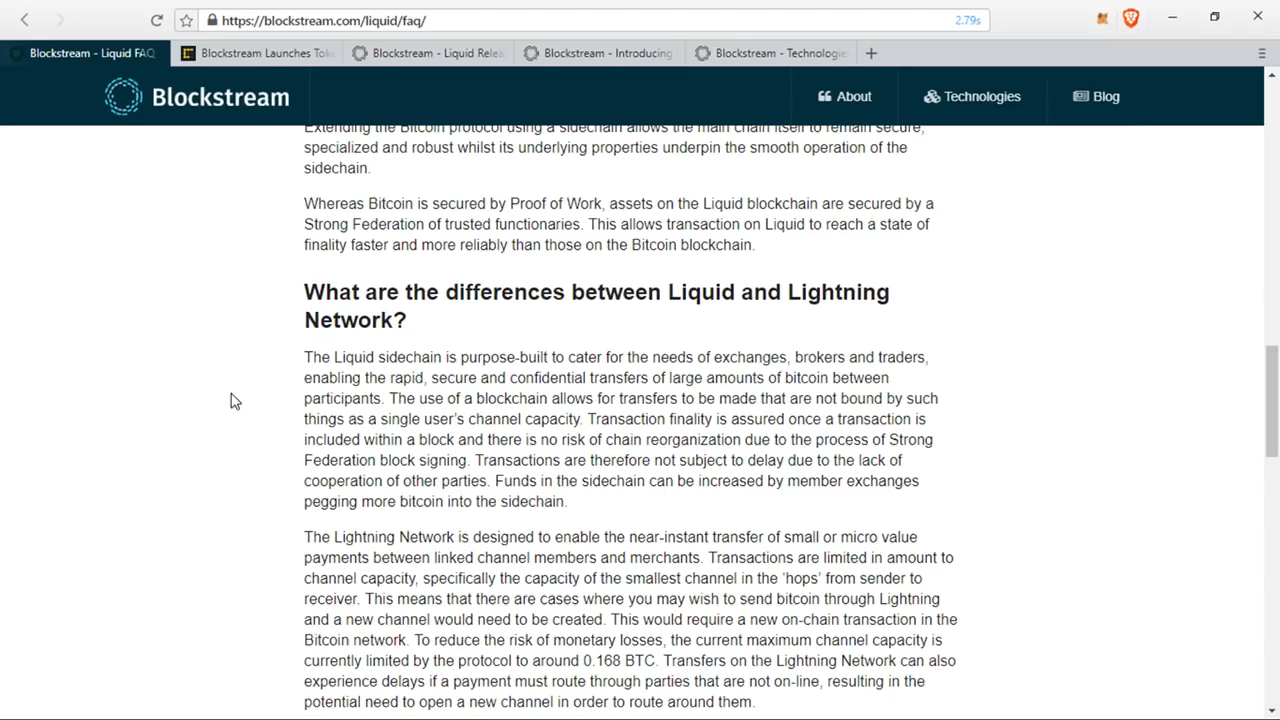 https://blockstream.com/liquid/faq/
2.79s
Blockstream - Liquid FAQ
Blockstream Launches Tok
Blockstream - Liquid Relea
Blockstream - Introducing
Blockstream - Technologie
Blockstream
About
Technologies
Blog
Extending the Bitcoin protocol using a sidechain allows the main chain itself to remain secure,
specialized and robust whilst its underlying properties underpin the smooth operation of the
sidechain.
Whereas Bitcoin is secured by Proof of Work, assets on the Liquid blockchain are secured by a
Strong Federation of trusted functionaries. This allows transaction on Liquid to reach a state of
finality faster and more reliably than those on the Bitcoin blockchain.
What are the differences between Liquid and Lightning
Network?
The Liquid sidechain is purpose-built to cater for the needs of exchanges, brokers and traders,
enabling the rapid, secure and confidential transfers of large amounts of bitcoin between
participants. The use of a blockchain allows for transfers to be made that are not bound by such
things as a single user’s channel capacity. Transaction finality is assured once a transaction is
included within a block and there is no risk of chain reorganization due to the process of Strong
Federation block signing. Transactions are therefore not subject to delay due to the lack of
cooperation of other parties. Funds in the sidechain can be increased by member exchanges
pegging more bitcoin into the sidechain.
The Lightning Network is designed to enable the near-instant transfer of small or micro value
payments between linked channel members and merchants. Transactions are limited in amount to
channel capacity, specifically the capacity of the smallest channel in the ‘hops’ from sender to
receiver. This means that there are cases where you may wish to send bitcoin through Lightning
and a new channel would need to be created. This would require a new on-chain transaction in the
Bitcoin network. To reduce the risk of monetary losses, the current maximum channel capacity is
currently limited by the protocol to around 0.168 BTC. Transfers on the Lightning Network can also
experience delays if a payment must route through parties that are not on-line, resulting in the
potential need to open a new channel in order to route around them.